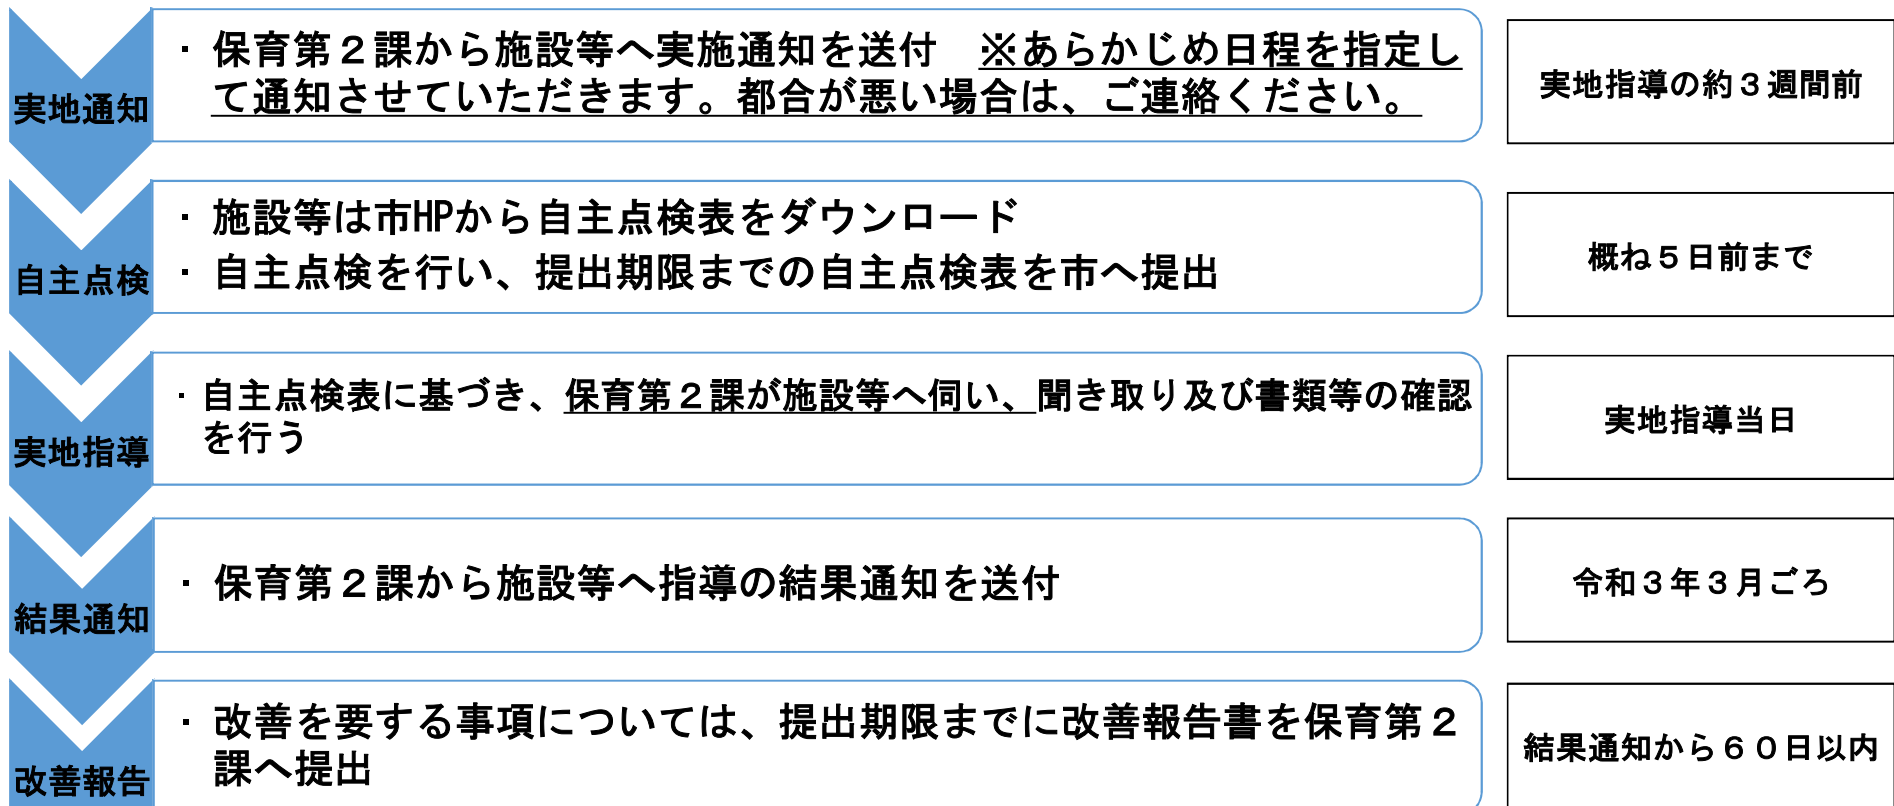 実地通知
・保育第２課から施設等へ実施通知を送付　※あらかじめ日程を指定し
て通知させていただきます。都合が悪い場合は、ご連絡ください。
実地指導の約３週間前
自主点検
・施設等は市HPから自主点検表をダウンロード
・自主点検を行い、提出期限までの自主点検表を市へ提出
概ね５日前まで
実地指導
・自主点検表に基づき、保育第２課が施設等へ伺い、聞き取り及び書類等の確認
を行う
実地指導当日
結果通知
・保育第２課から施設等へ指導の結果通知を送付
令和３年３月ごろ
改善報告
・改善を要する事項については、提出期限までに改善報告書を保育第２
課へ提出
結果通知から６０日以内